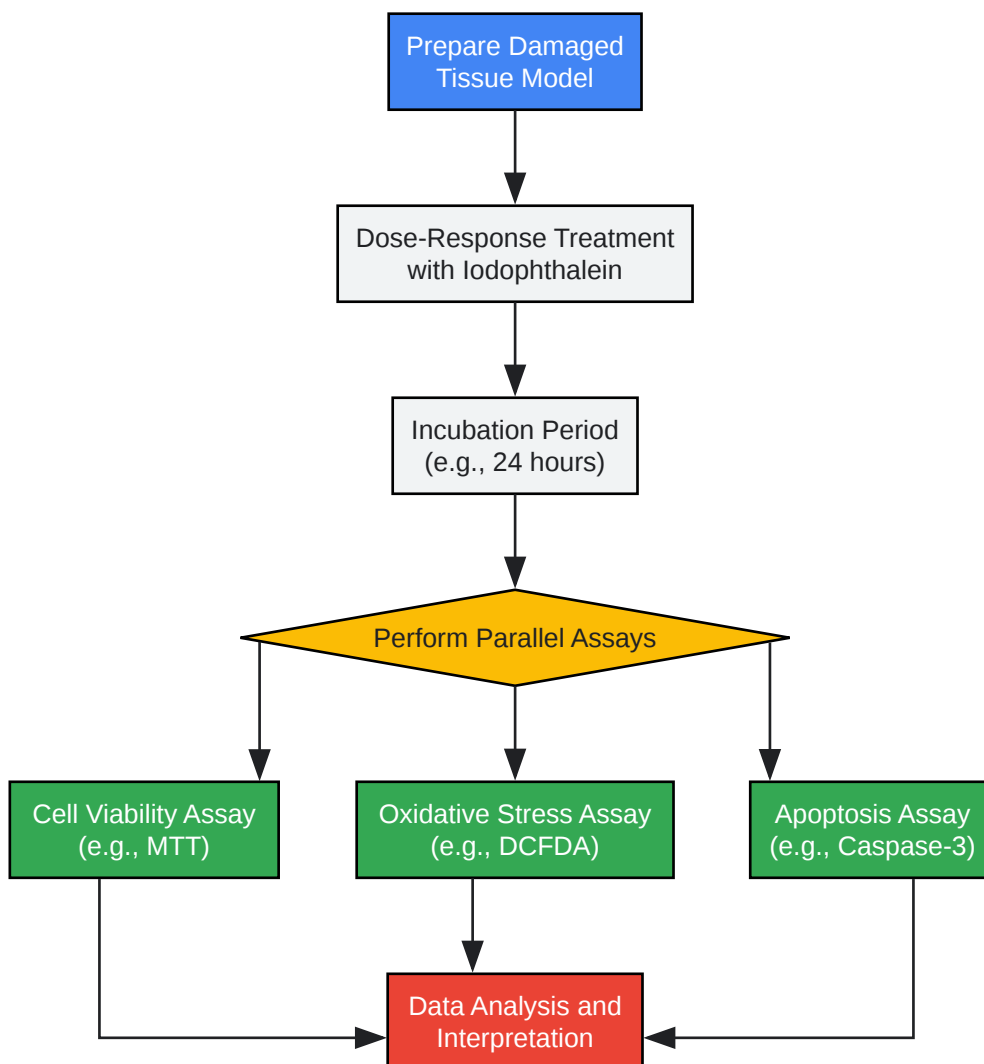 Prepare Damaged
Tissue Model
Dose-Response Treatment
with Iodophthalein
Incubation Period
(e.g., 24 hours)
Perform Parallel Assays
Cell Viability Assay
(e.g., MTT)
Oxidative Stress Assay
(e.g., DCFDA)
Apoptosis Assay
(e.g., Caspase-3)
Data Analysis and
Interpretation